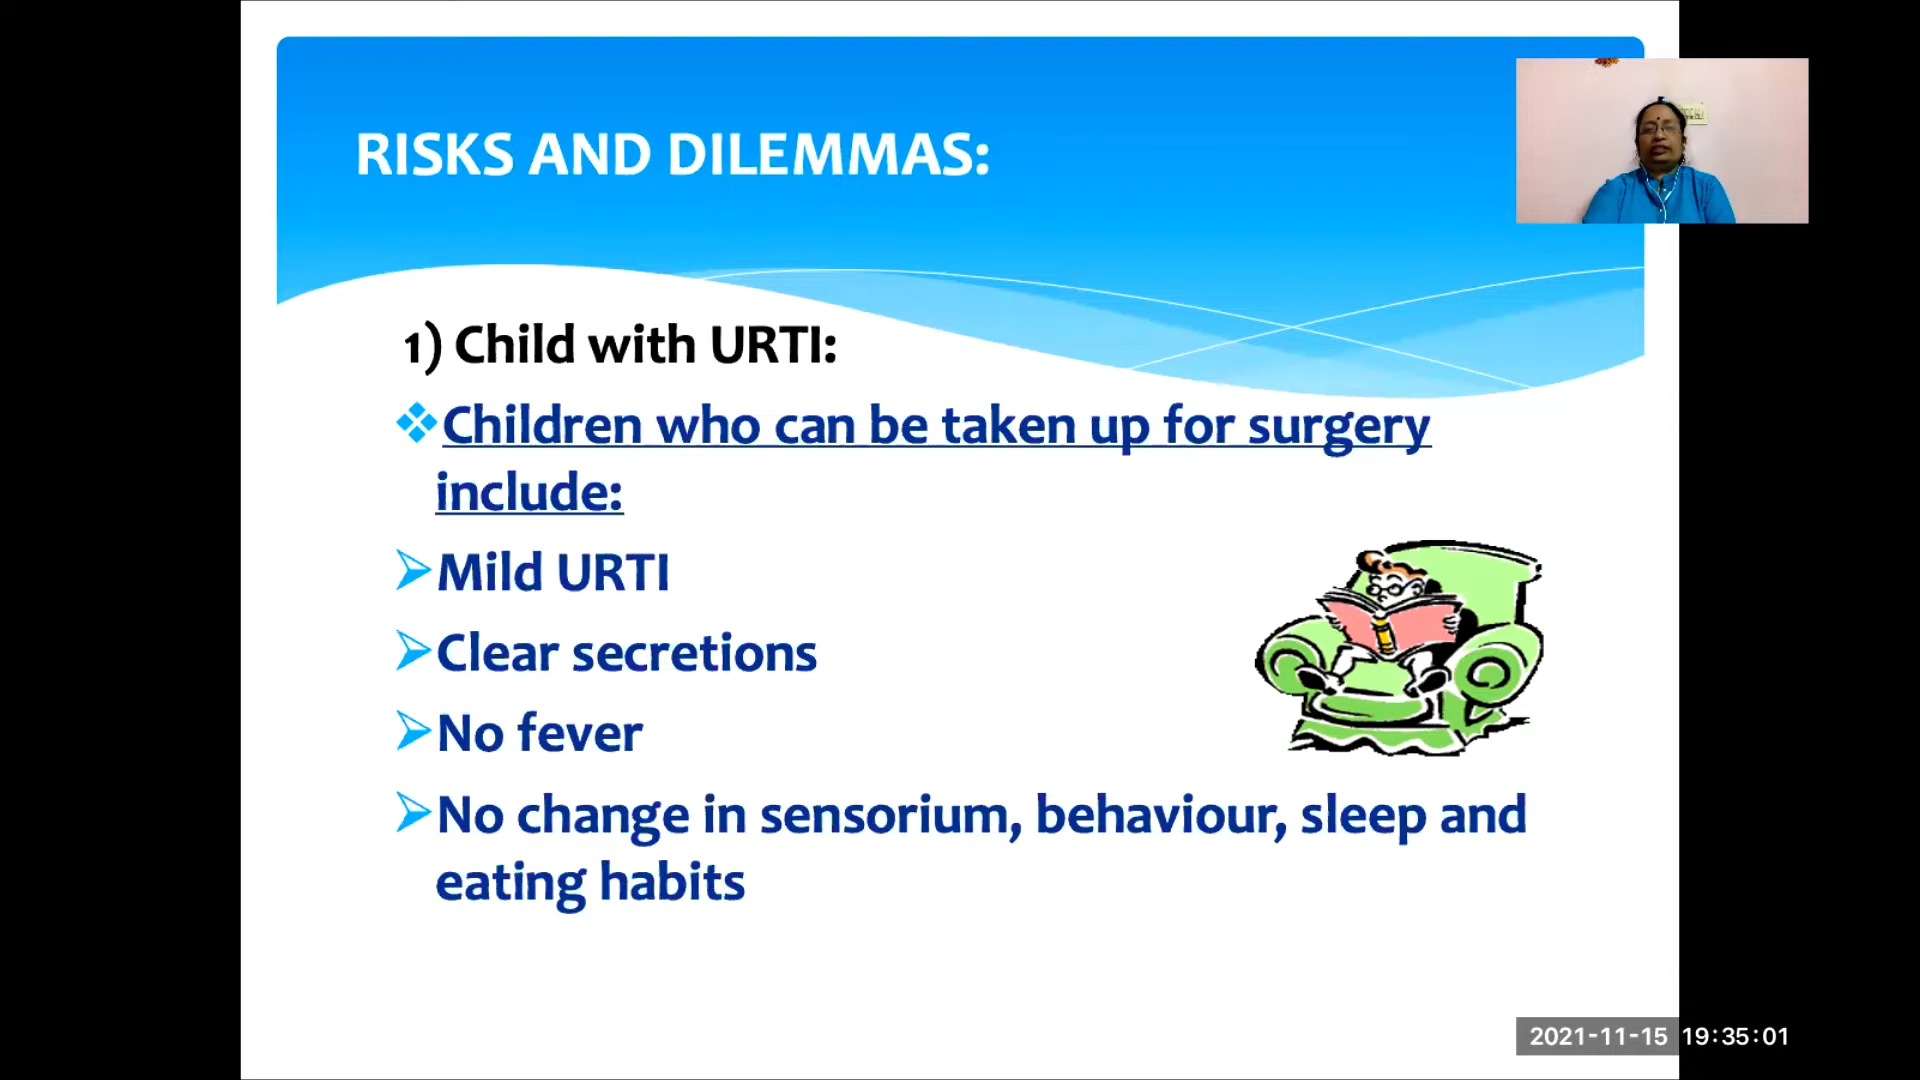 RISKS AND DILEMMAS:
1) Child with URTI:
Children who can be taken up for surgery
include:
Mild URTI
Clear secretions
No fever
No change in sensorium, behaviour, sleep and
eating habits
2021-11-15 19:35:01